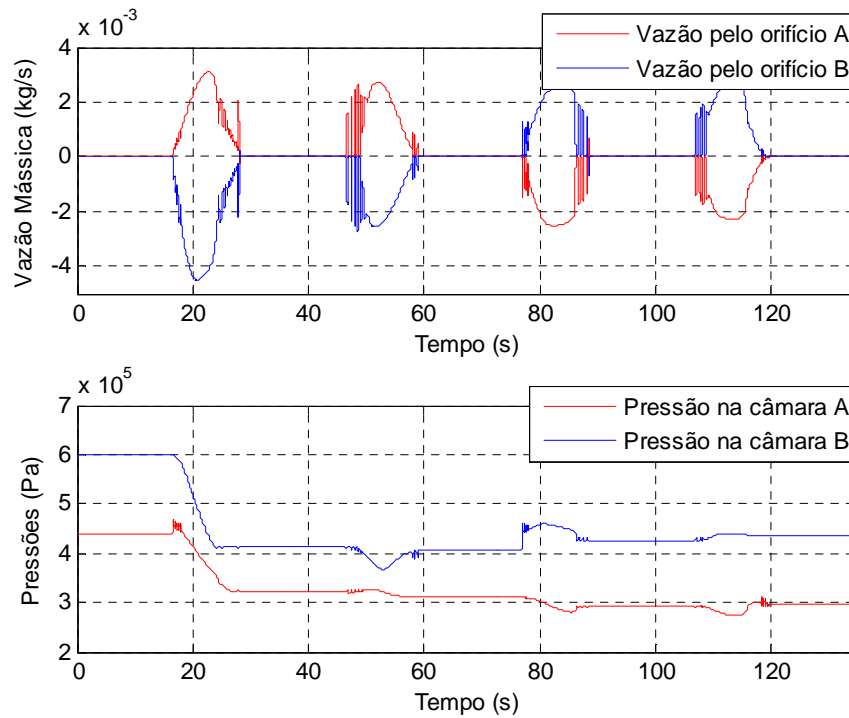 x 10-3
4
2
0
-2
-4
Vazão Mássica (kg/s)
Vazão pelo orifício A
Vazão pelo orifício B
0 20 40 60 80 100 120
Tempo (s)
x 10 5
7
6
5
4
3
2
Pressões (Pa)
Pressão na câmara A
Pressão na câmara B
0 20 40 60 80 100 120
Tempo (s)